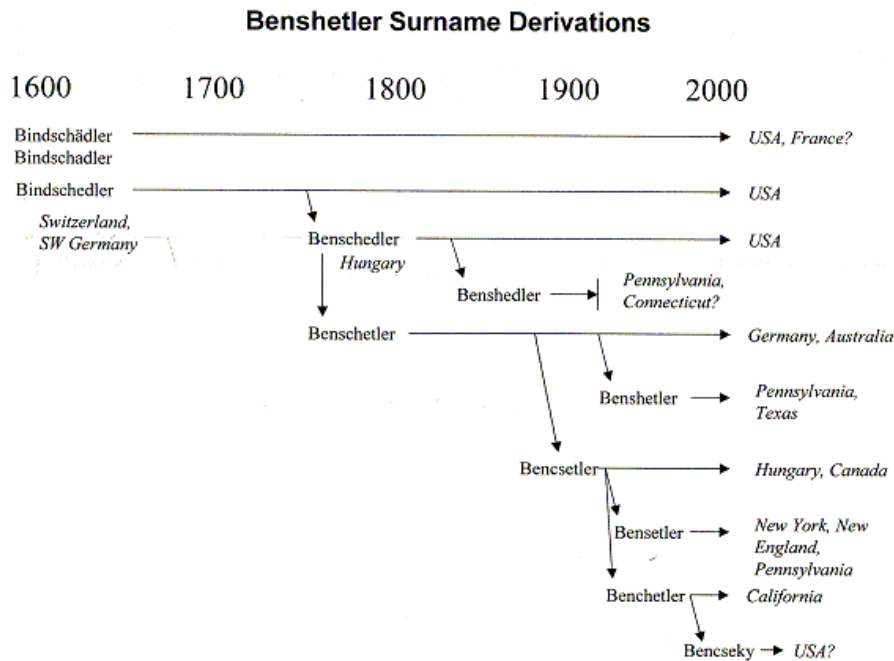 Benshetler Surname Derivations
1600 1700 1800 1900 2000
Bindschädler
USA, France?
Bindschadler
Bindschedler
USA
Switzerland,
SW Germany
Benschedler
USA
Hungary
Benshedler
Pennsylvania,
Connecticut?
Benschetler
Germany, Australia
Benshetler
Pennsylvania,
Texas
Bencsetler
Hungary, Canada
Bensetler
New York, New
England,
Pennsylvania
Benchetler
California
Bencseky
USA?